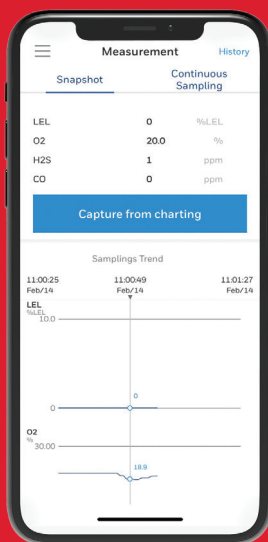 Measurement
History
Snapshot
Continuous
Sampling
LEL 0 %LEL
O2 20.0 %
H2S 1 ppm
CO 0 ppm
Capture from charting
Samplings Trend
11:00:25 11:00:49 11:01:27
Feb/14 Feb/14 Feb/14
LEL
%LEL
10.0
0
0
O2
%
30.00
18.9